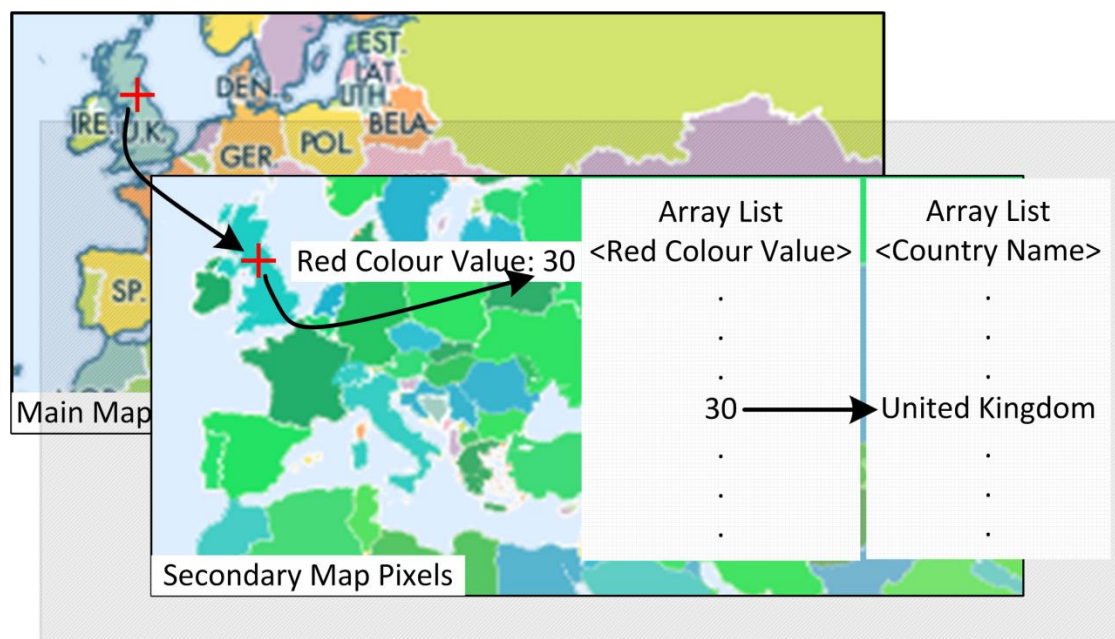 EST.
LAT.
LITH.
DEN.
BELA.
IRE.
U.K.
GER.
POL.
SP.
Main Map
Red Colour Value: 30
Array List
<Red Colour Value>
.
.
.
30
.
.
.
Array List
<Country Name>
.
.
.
United Kingdom
.
.
.
Secondary Map Pixels